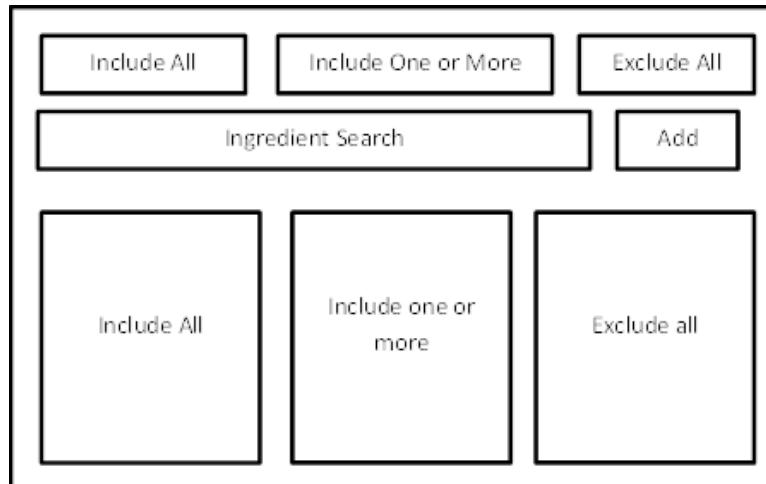 Include All
Include One or More
Exclude All
Ingredient Search
Add
Include All
Include one or
more
Exclude all